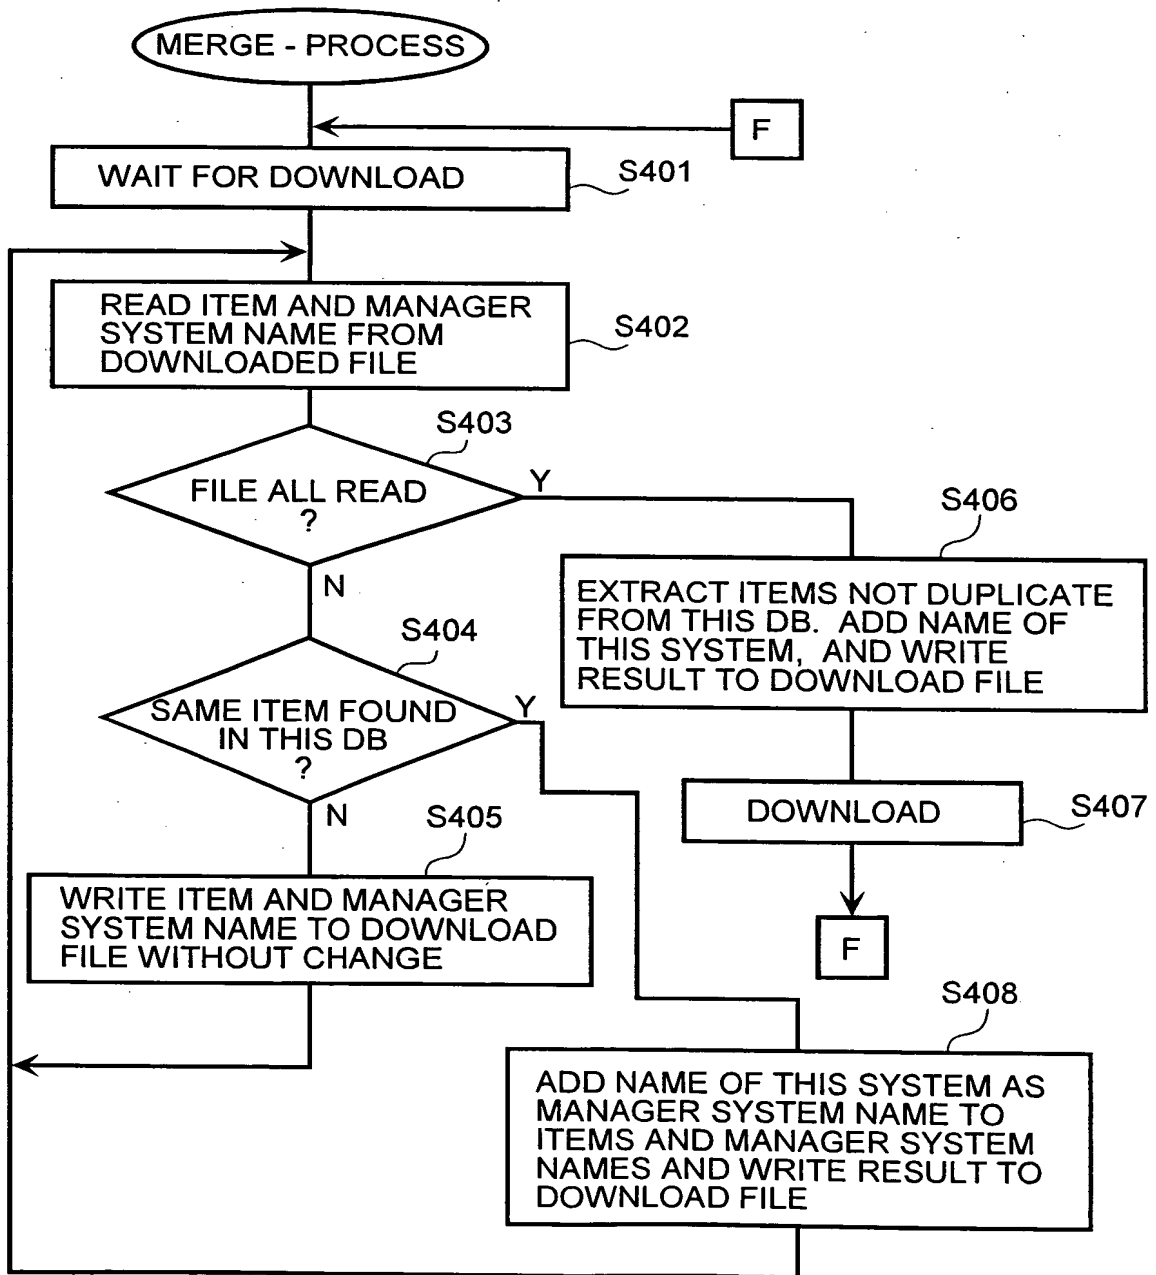 MERGE - PROCESS
F
WAIT FOR DOWNLOAD
S401
READ ITEM AND MANAGER
SYSTEM NAME FROM
DOWNLOADED FILE
S402
S403
FILE ALL READ
?
Y
N
S406
EXTRACT ITEMS NOT DUPLICATE
FROM THIS DB. ADD NAME OF
THIS SYSTEM, AND WRITE
RESULT TO DOWNLOAD FILE
S404
SAME ITEM FOUND
IN THIS DB
?
Y
N
DOWNLOAD
S407
F
S405
WRITE ITEM AND MANAGER
SYSTEM NAME TO DOWNLOAD
FILE WITHOUT CHANGE
S408
ADD NAME OF THIS SYSTEM AS
MANAGER SYSTEM NAME TO
ITEMS AND MANAGER SYSTEM
NAMES AND WRITE RESULT TO
DOWNLOAD FILE